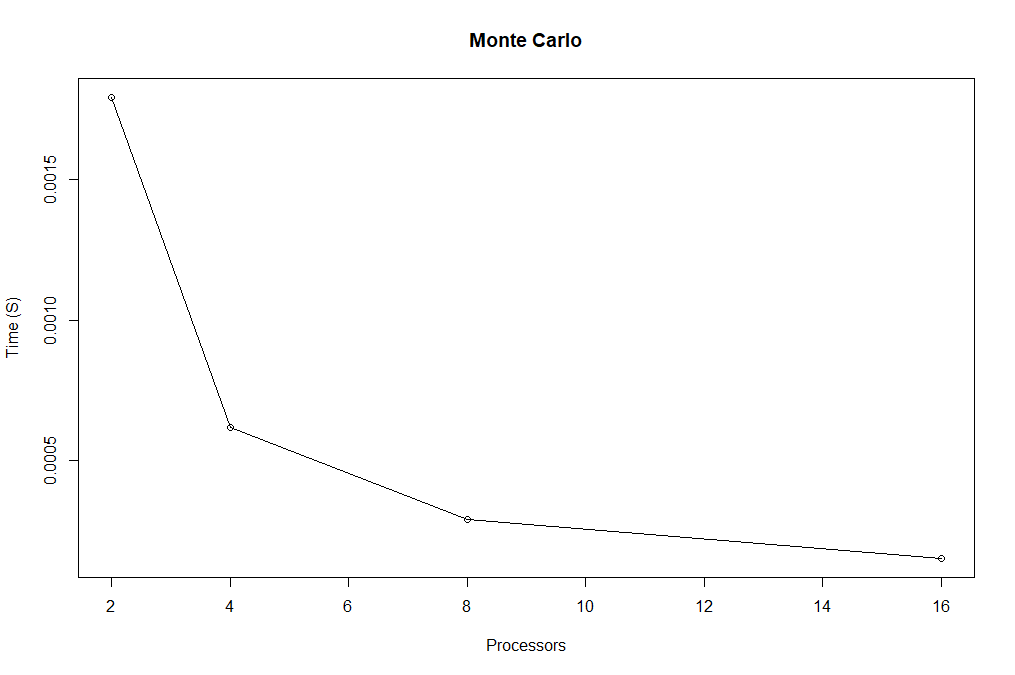 Monte Carlo
Time (S)
0.0015
0.0010
0.0005
2 4 6 8 10 12 14 16
Processors